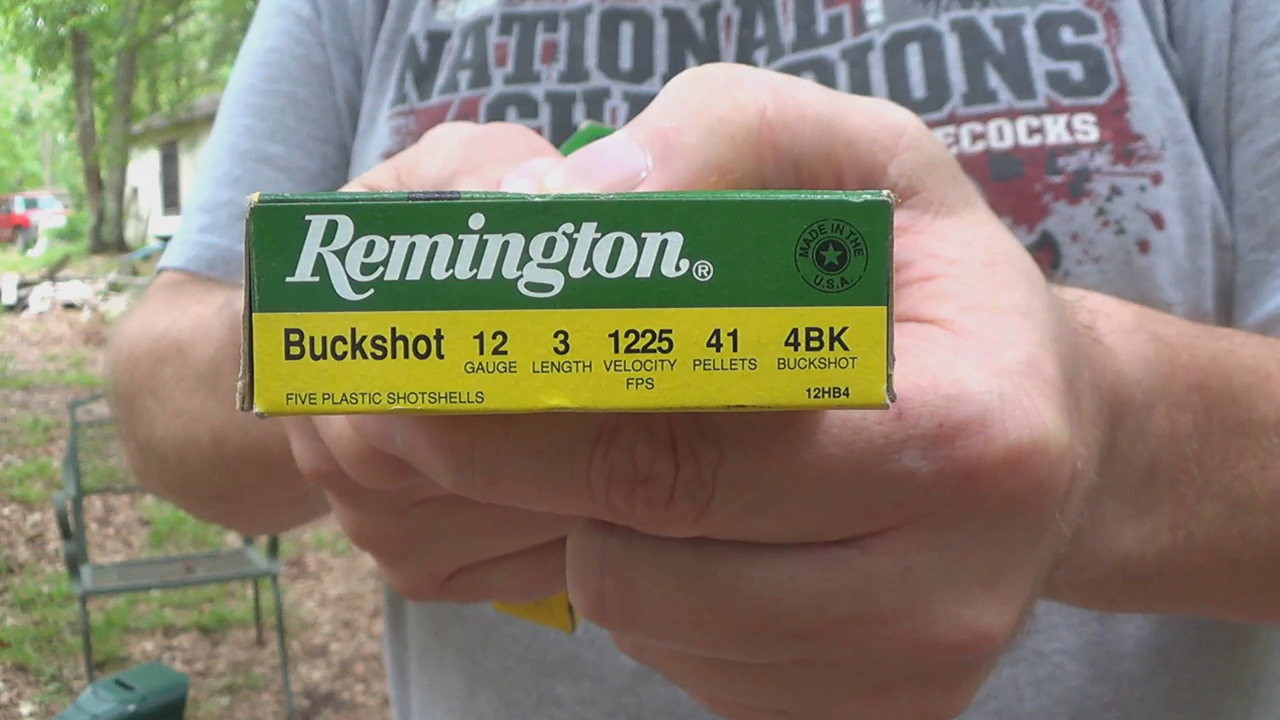 NATIONAL
IONS
ECOCKS
Remington®
MADE IN THE
U.S.A.
Buckshot 12 3 1225 41 4BK
GAUGE LENGTH VELOCITY PELLETS BUCKSHOT
FPS
FIVE PLASTIC SHOTSHELLS 12HB4